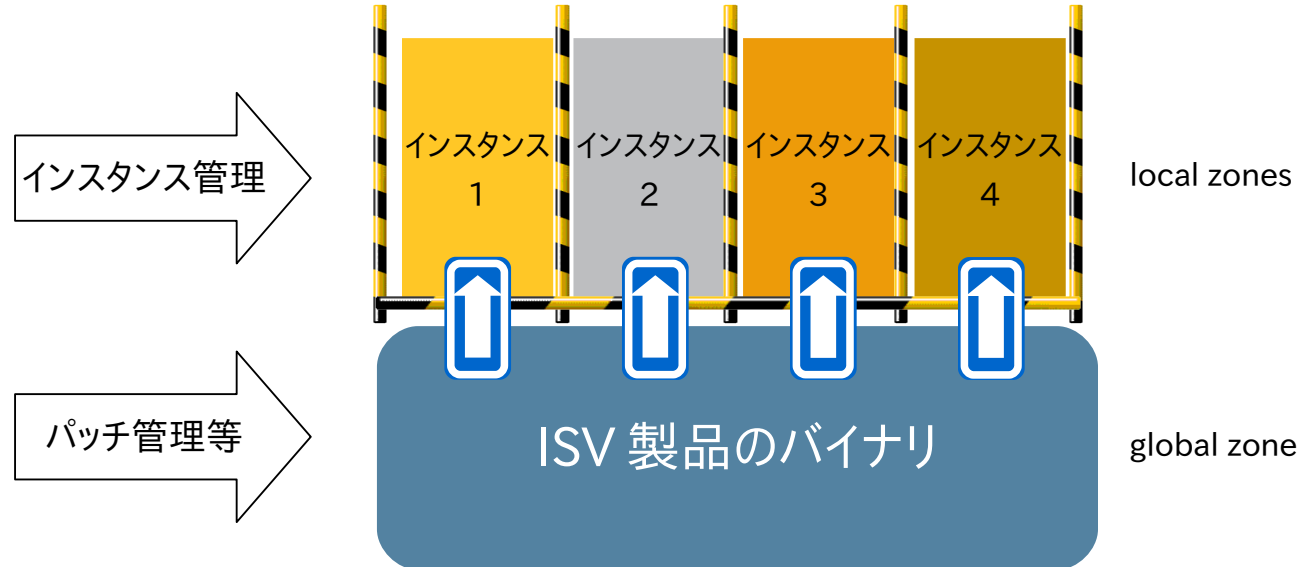 インスタンス
1
インスタンス
2
インスタンス
3
インスタンス
4
インスタンス管理
local zones
パッチ管理等
ISV 製品のバイナリ
global zone